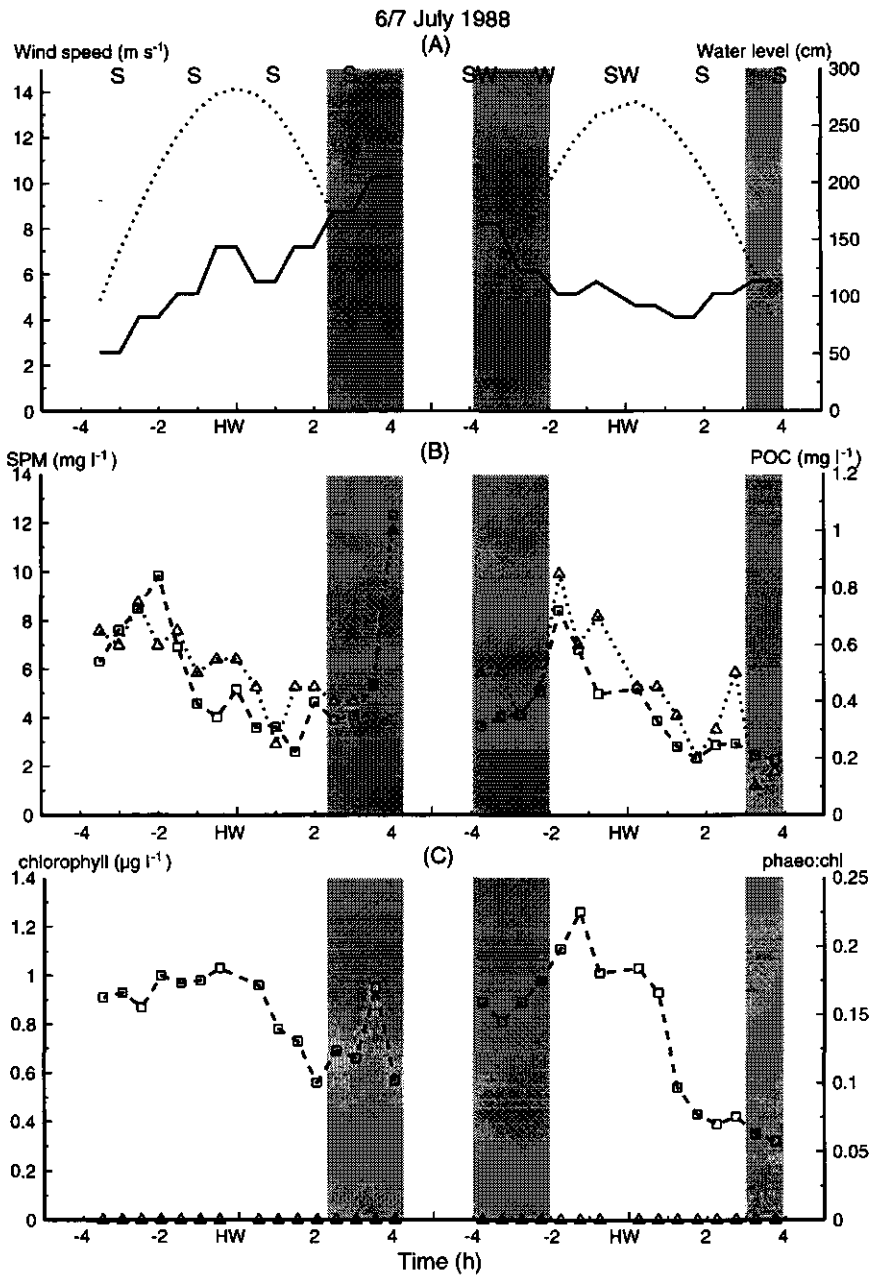 6/7 July 1988
Wind speed (m s⁻¹) (A) Water level (cm)
S S S S SW W SW S S
14 300
12 250
10 200
8 150
6 100
4 50
2 0
0
-4 -2 HW 2 4 -4 -2 HW 2 4
SPM (mg l⁻¹) (B) POC (mg l⁻¹)
14 1.2
12 1
10 0.8
8 0.6
6 0.4
4 0.2
2 0
0
-4 -2 HW 2 4 -4 -2 HW 2 4
chlorophyll (µg l⁻¹) (C) phaeo:chl
1.4 0.25
1.2 0.2
1 0.15
0.8 0.1
0.6 0.05
0.4 0
0.2
0
-4 -2 HW 2 4 -4 -2 HW 2 4
Time (h)